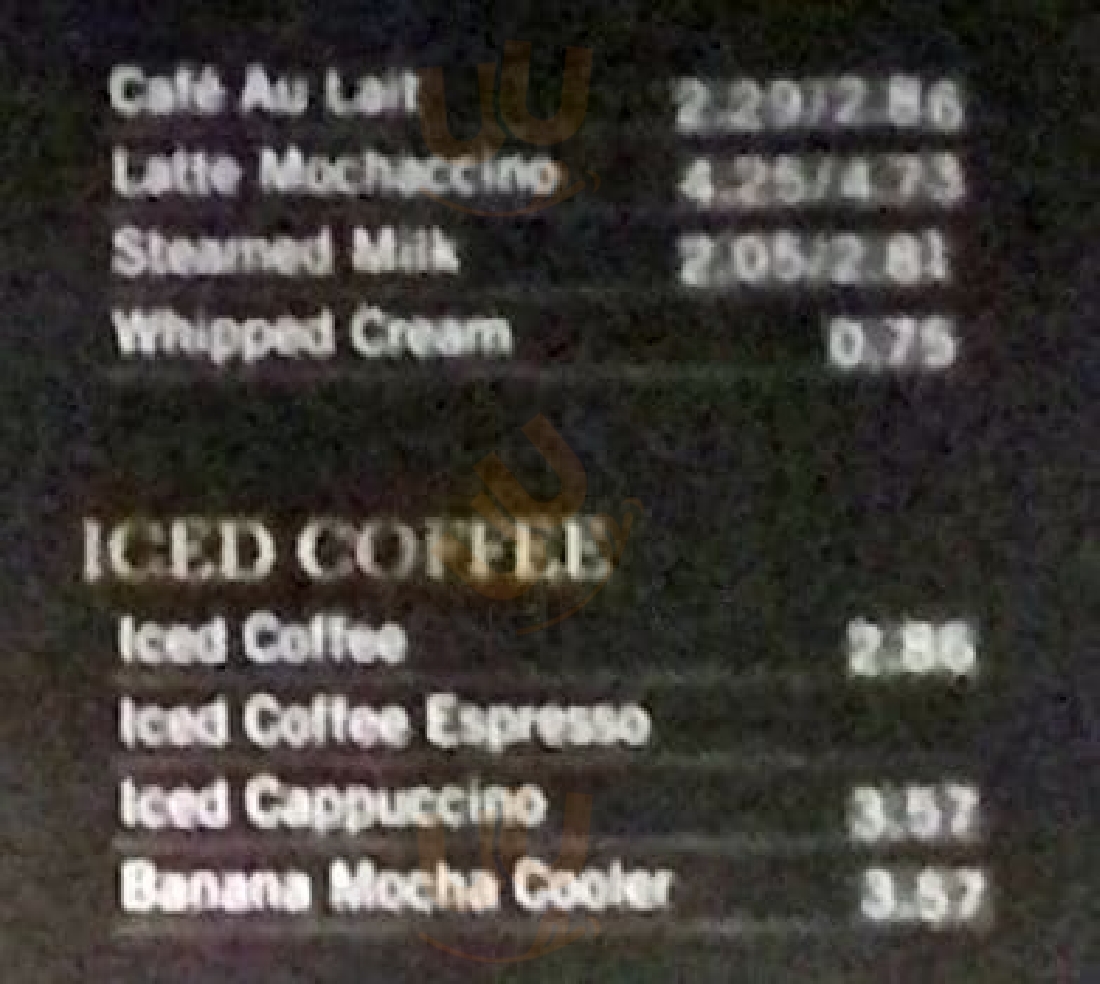 Café Au Lait 2.29/2.86
Latte Mochaccino 4.25/4.73
Steamed Milk 2.05/2.81
Whipped Cream 0.75
ICED COFFEE
Iced Coffee 2.86
Iced Coffee Espresso
Iced Cappuccino 3.57
Banana Mocha Cooler 3.57